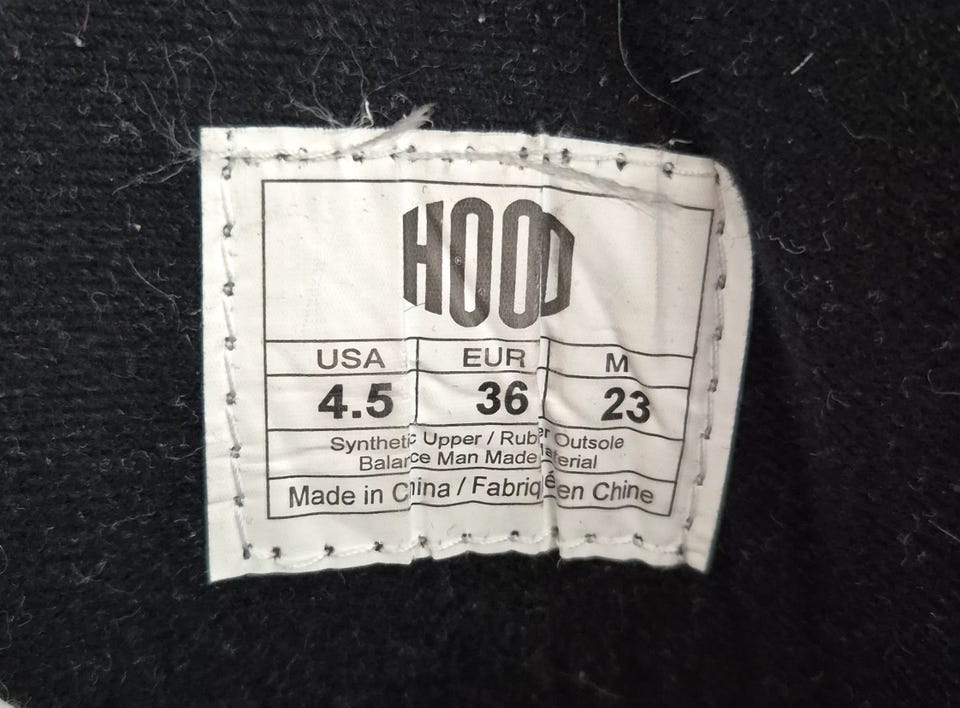 HOOD
USA EUR M
4.5 36 23
Synthetic Upper / Rubber Outsole
Balance Man Made Material
Made in China / Fabriqué en Chine